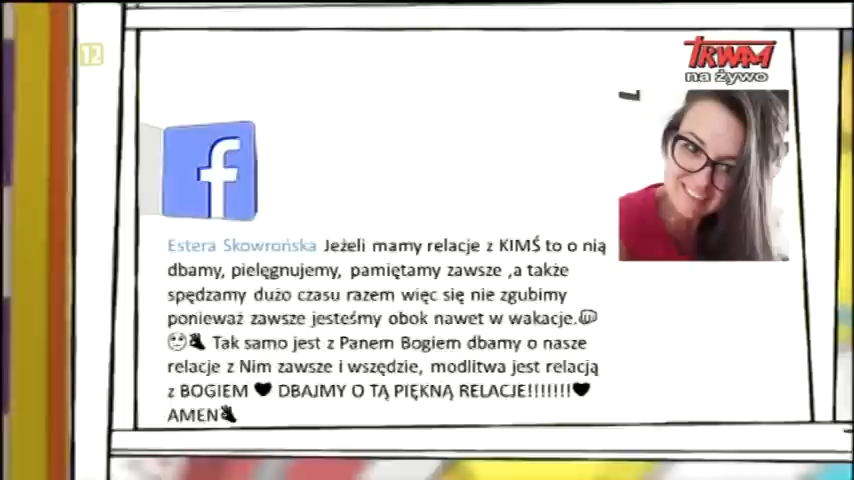 12
TRWAM
na żywo
f
Estera Skowrońska Jeżeli mamy relacje z KIMŚ to o nią
dbamy, pielęgnujemy, pamiętamy zawsze ,a także
spędzamy dużo czasu razem więc się nie zgubimy
ponieważ zawsze jesteśmy obok nawet w wakacje.
Tak samo jest z Panem Bogiem dbamy o nasze
relacje z Nim zawsze i wszędzie, modlitwa jest relacją
z BOGIEM ♥ DBAJMY O TĄ PIĘKNĄ RELACJE!!!!!!!♥
AMEN